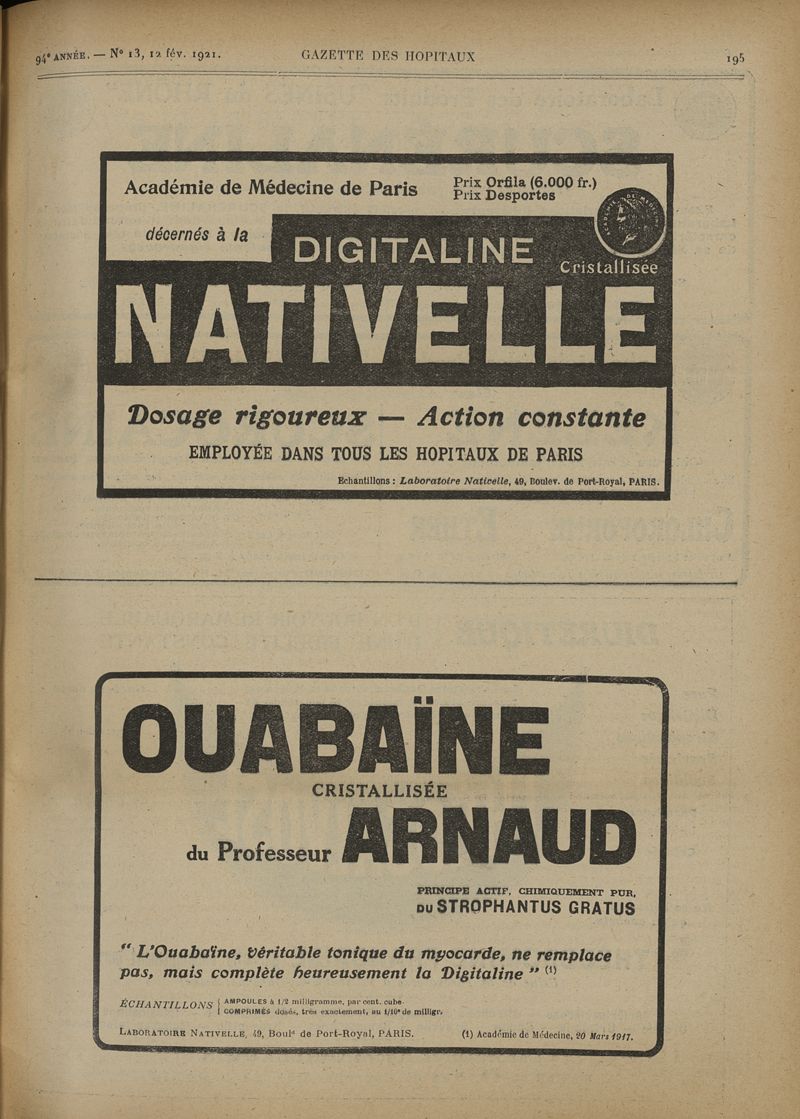 94e ANNÉE. — No 13, 12 fév. 1921. GAZETTE DES HOPITAUX 195
Académie de Médecine de Paris
Prix Orfila (6.000 fr.)
Prix Desportes
décernés à la
DIGITALINE
Cristallisée
NATIVELLE
Dosage rigoureux — Action constante
EMPLOYÉE DANS TOUS LES HOPITAUX DE PARIS
Echantillons : Laboratoire Nativelle, 49, Boulev. de Port-Royal, PARIS.
OUABAÏNE
CRISTALLISÉE
du Professeur ARNAUD
PRINCIPE ACTIF, CHIMIQUEMENT PUR,
DU STROPHANTUS GRATUS
" L'Ouabaïne, véritable tonique du myocarde, ne remplace
pas, mais complète heureusement la Digitaline " (1)
ÉCHANTILLONS
AMPOULES à 1/2 milligramme, par cent. cube.
COMPRIMÉS dosés, très exactement, au 1/10e de milligr.
LABORATOIRE NATIVELLE, 49, Bould de Port-Royal, PARIS. (1) Académie de Médecine, 20 Mars 1917.